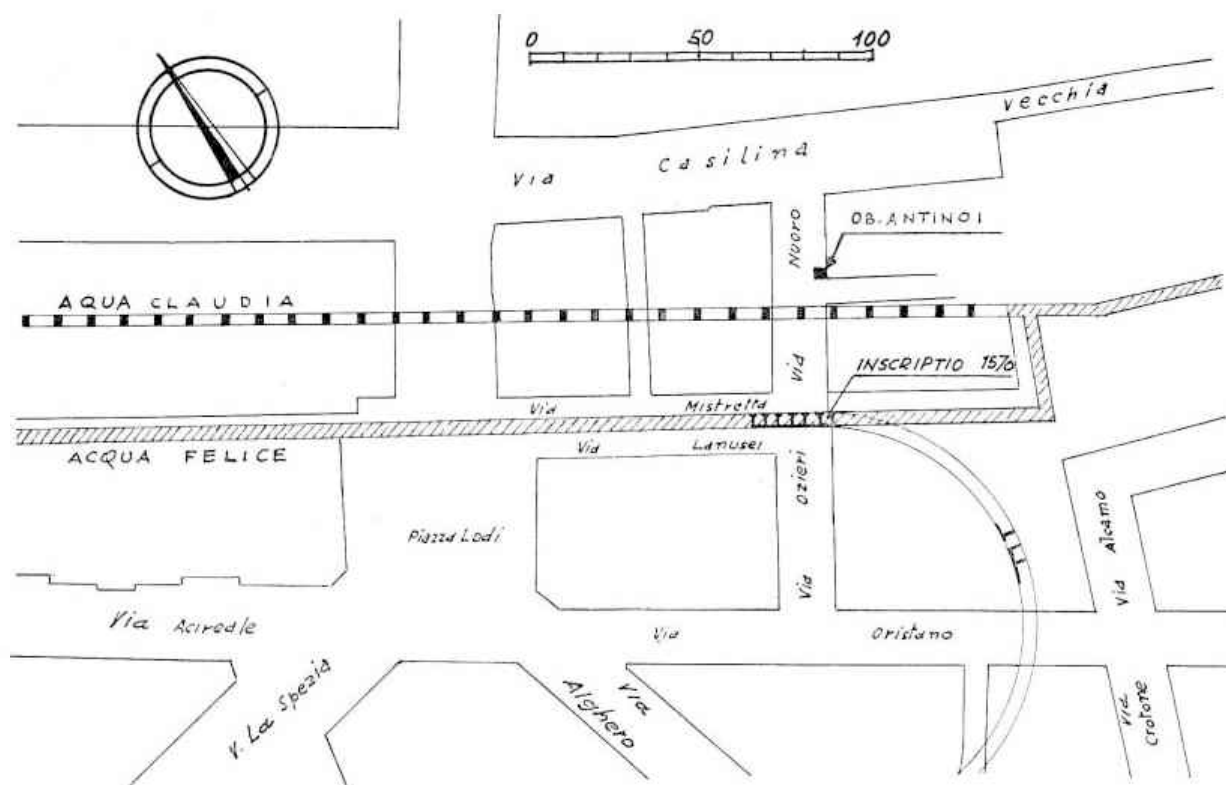 0 50 100
Vecchia
Via Casilina
OB. ANTINOI
Nuoro
AQUA CLAUDIA
Via
INSCRIPTIO 1570
Via Mistretta
ACQUA FELICE
Via Lanusei
Ozieri
Piazza Lodi
Alcamo
Via
Via
Via Acireale
Via Oristano
V. La Spezia
Via
Alghero
Via
Crotone